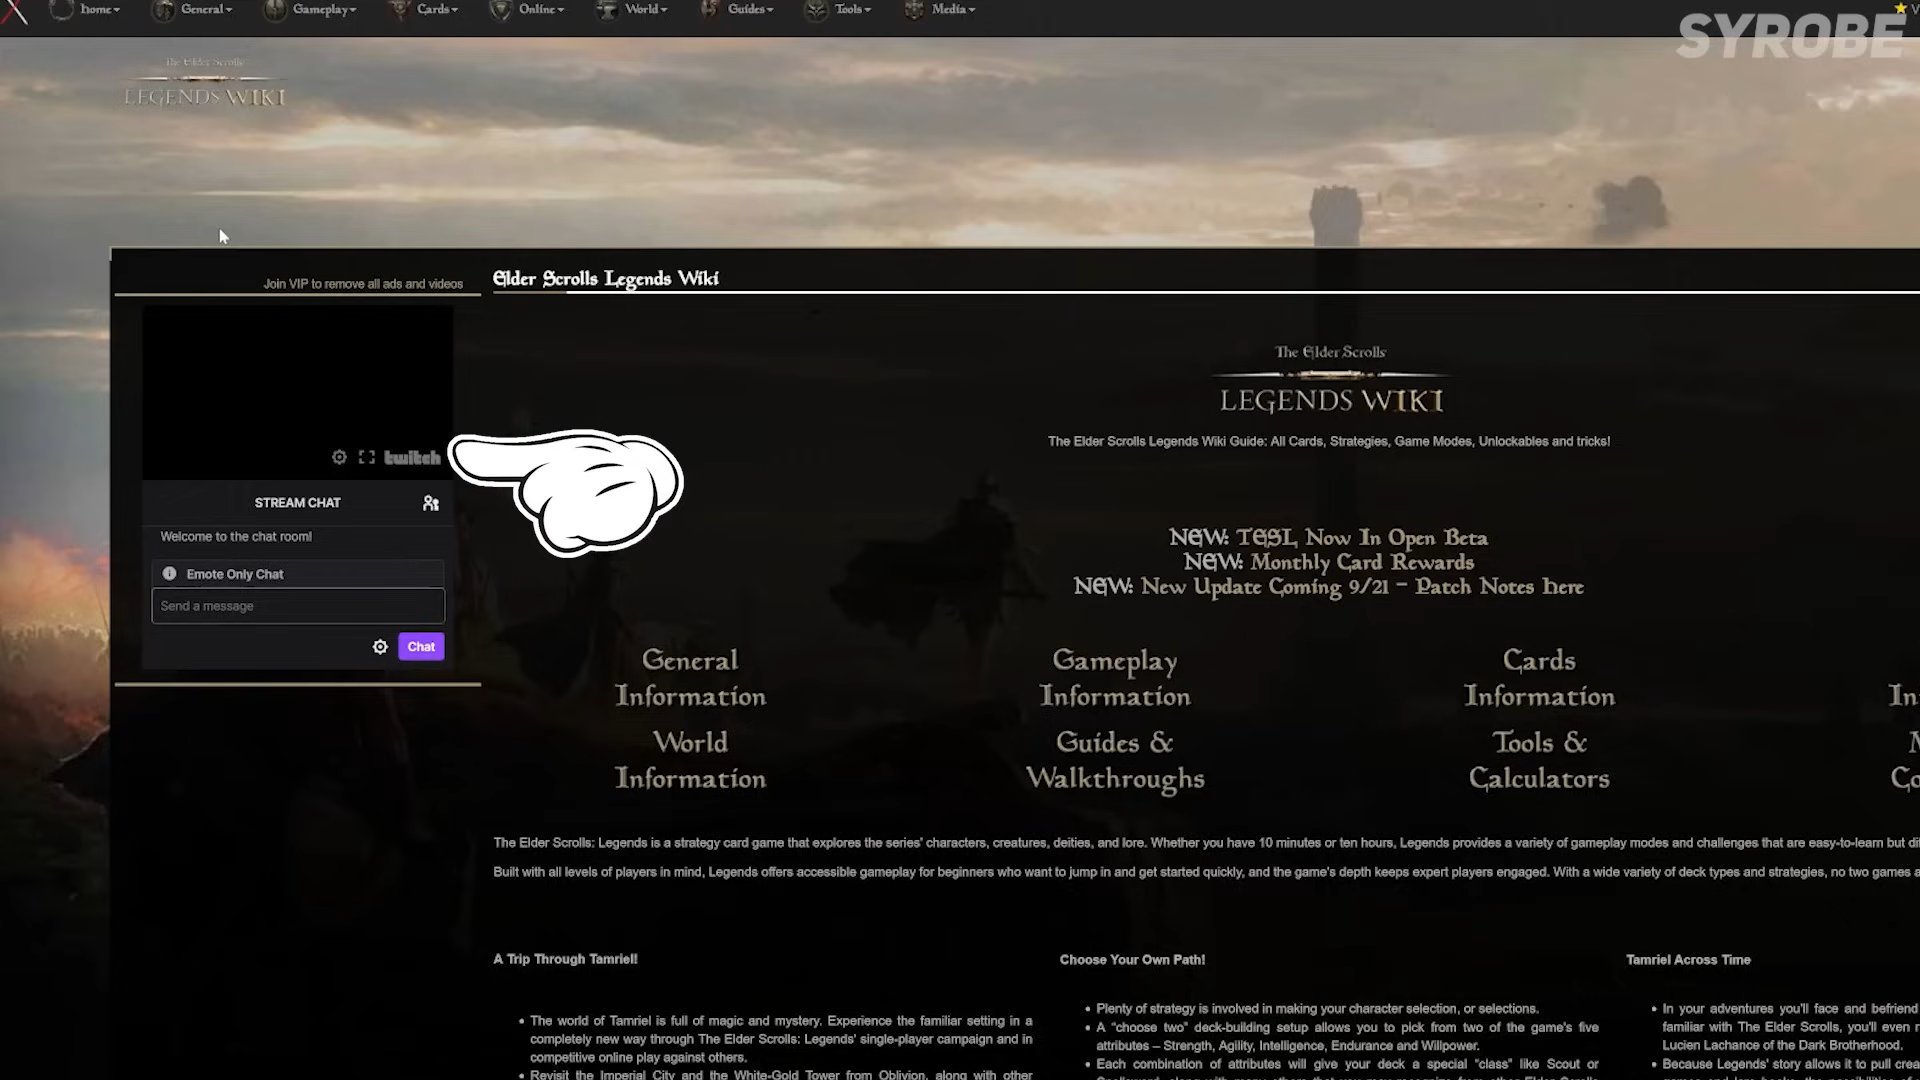 home
General
Gameplay
Cards
Online
World
Guides
Tools
Media
V
SYROBE
The Elder Scrolls
LEGENDS WIKI
Join VIP to remove all ads and videos
Elder Scrolls Legends Wiki
twitch
STREAM CHAT
Welcome to the chat room!
Emote Only Chat
Send a message
Chat
The Elder Scrolls
LEGENDS WIKI
The Elder Scrolls Legends Wiki Guide: All Cards, Strategies, Game Modes, Unlockables and tricks!
NEW: TESL Now In Open Beta
NEW: Monthly Card Rewards
NEW: New Update Coming 9/21 – Patch Notes Here
General
Information
Gameplay
Information
Cards
Information
In
World
Information
Guides &
Walkthroughs
Tools &
Calculators
Co
The Elder Scrolls: Legends is a strategy card game that explores the series' characters, creatures, deities, and lore. Whether you have 10 minutes or ten hours, Legends provides a variety of gameplay modes and challenges that are easy-to-learn but di
Built with all levels of players in mind, Legends offers accessible gameplay for beginners who want to jump in and get started quickly, and the game's depth keeps expert players engaged. With a wide variety of deck types and strategies, no two games a
A Trip Through Tamriel!
• The world of Tamriel is full of magic and mystery. Experience the familiar setting in a
completely new way through The Elder Scrolls: Legends' single-player campaign and in
competitive online play against others.
• Revisit the Imperial City and the White-Gold Tower from Oblivion, along with other
Choose Your Own Path!
• Plenty of strategy is involved in making your character selection, or selections.
• A "choose two" deck-building setup allows you to pick from two of the game's five
attributes – Strength, Agility, Intelligence, Endurance and Willpower.
• Each combination of attributes will give your deck a special "class" like Scout or
Tamriel Across Time
• In your adventures you'll face and befriend
familiar with The Elder Scrolls, you'll even
Lucien Lachance of the Dark Brotherhood.
• Because Legends' story allows it to pull crea